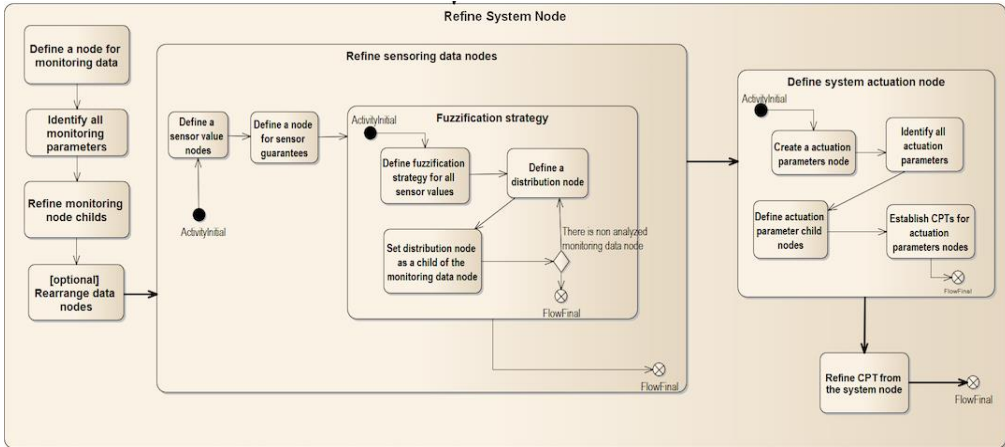 Refine System Node
Define a node for
monitoring data
Identify all
monitoring
parameters
Refine monitoring
node childs
[optional]
Rearrange data
nodes
Refine sensoring data nodes
Define a
sensor value
nodes
ActivityInitial
Define a node
for sensor
guarantees
Fuzzification strategy
ActivityInitial
Define fuzzification
strategy for all
sensor values
Define a
distribution node
Set distribution node
as a child of the
monitoring data node
There is non analyzed
monitoring data node
FlowFinal
FlowFinal
Define system actuation node
ActivityInitial
Create a actuation
parameters node
Identify all
actuation
parameters
Define actuation
parameter child
nodes
Establish CPTs for
actuation
parameters nodes
FlowFinal
Refine CPT from
the system node
FlowFinal